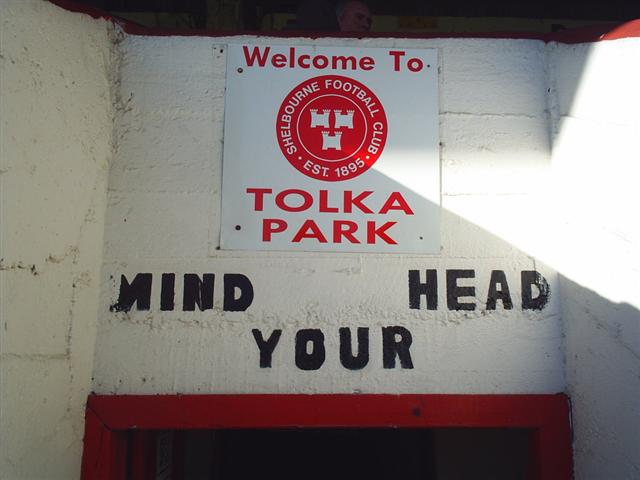 Welcome To
SHELBOURNE FOOTBALL CLUB
EST. 1895
TOLKA
PARK
MIND HEAD
YOUR